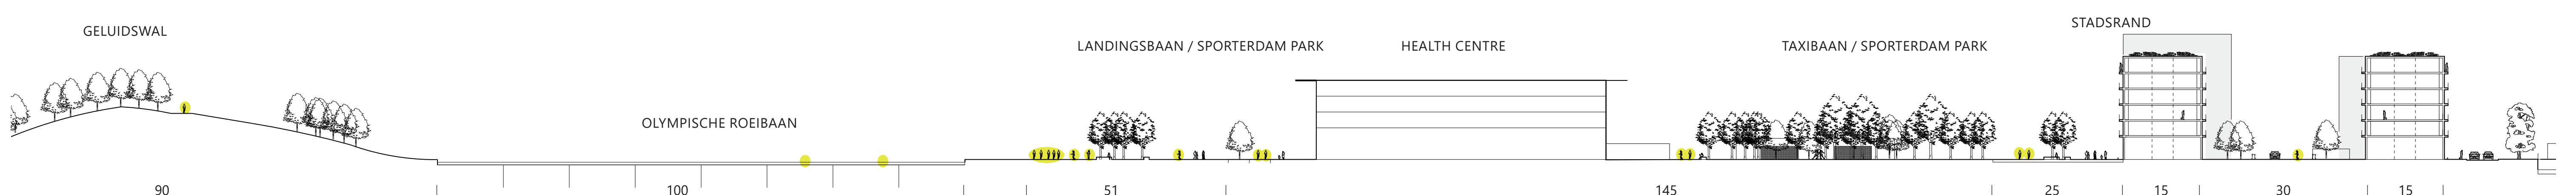 STADSRAND
GELUIDSWAL
LANDINGSBAAN / SPORTERDAM PARK
HEALTH CENTRE
TAXIBAAN / SPORTERDAM PARK
OLYMPISCHE ROEIBAAN
90
100
51
145
25
15
30
15